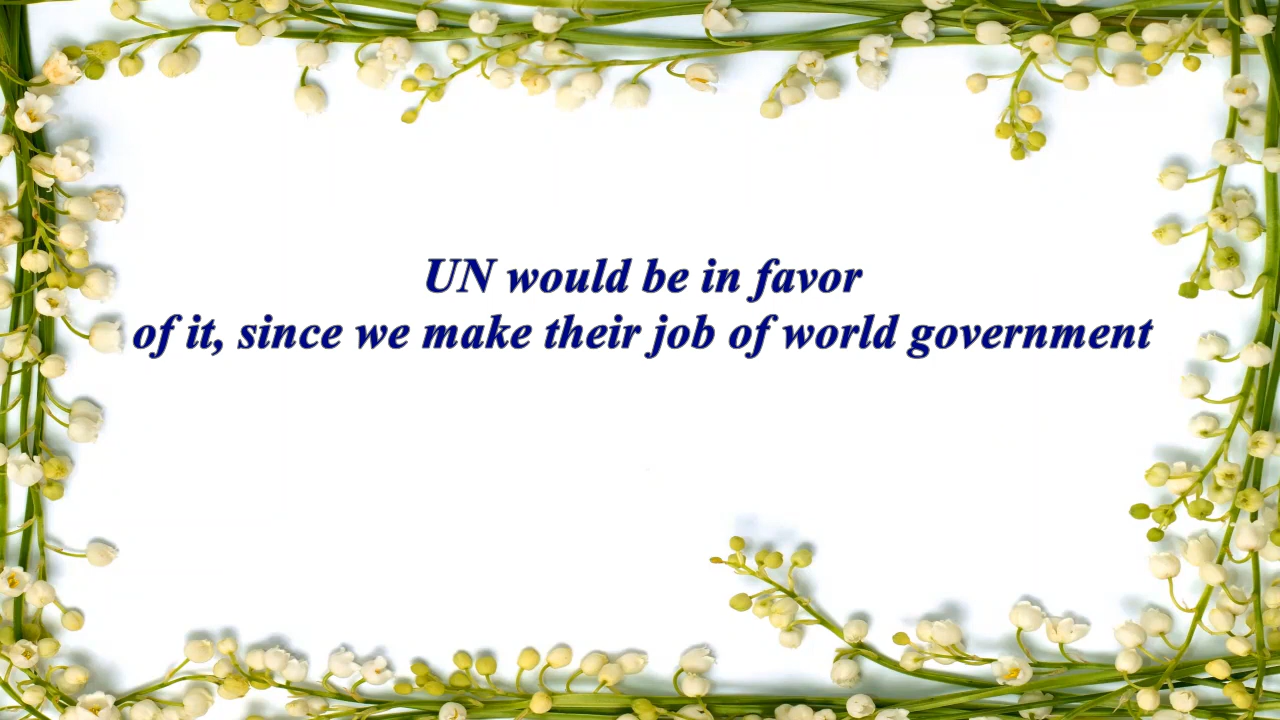 UN would be in favor
of it, since we make their job of world government